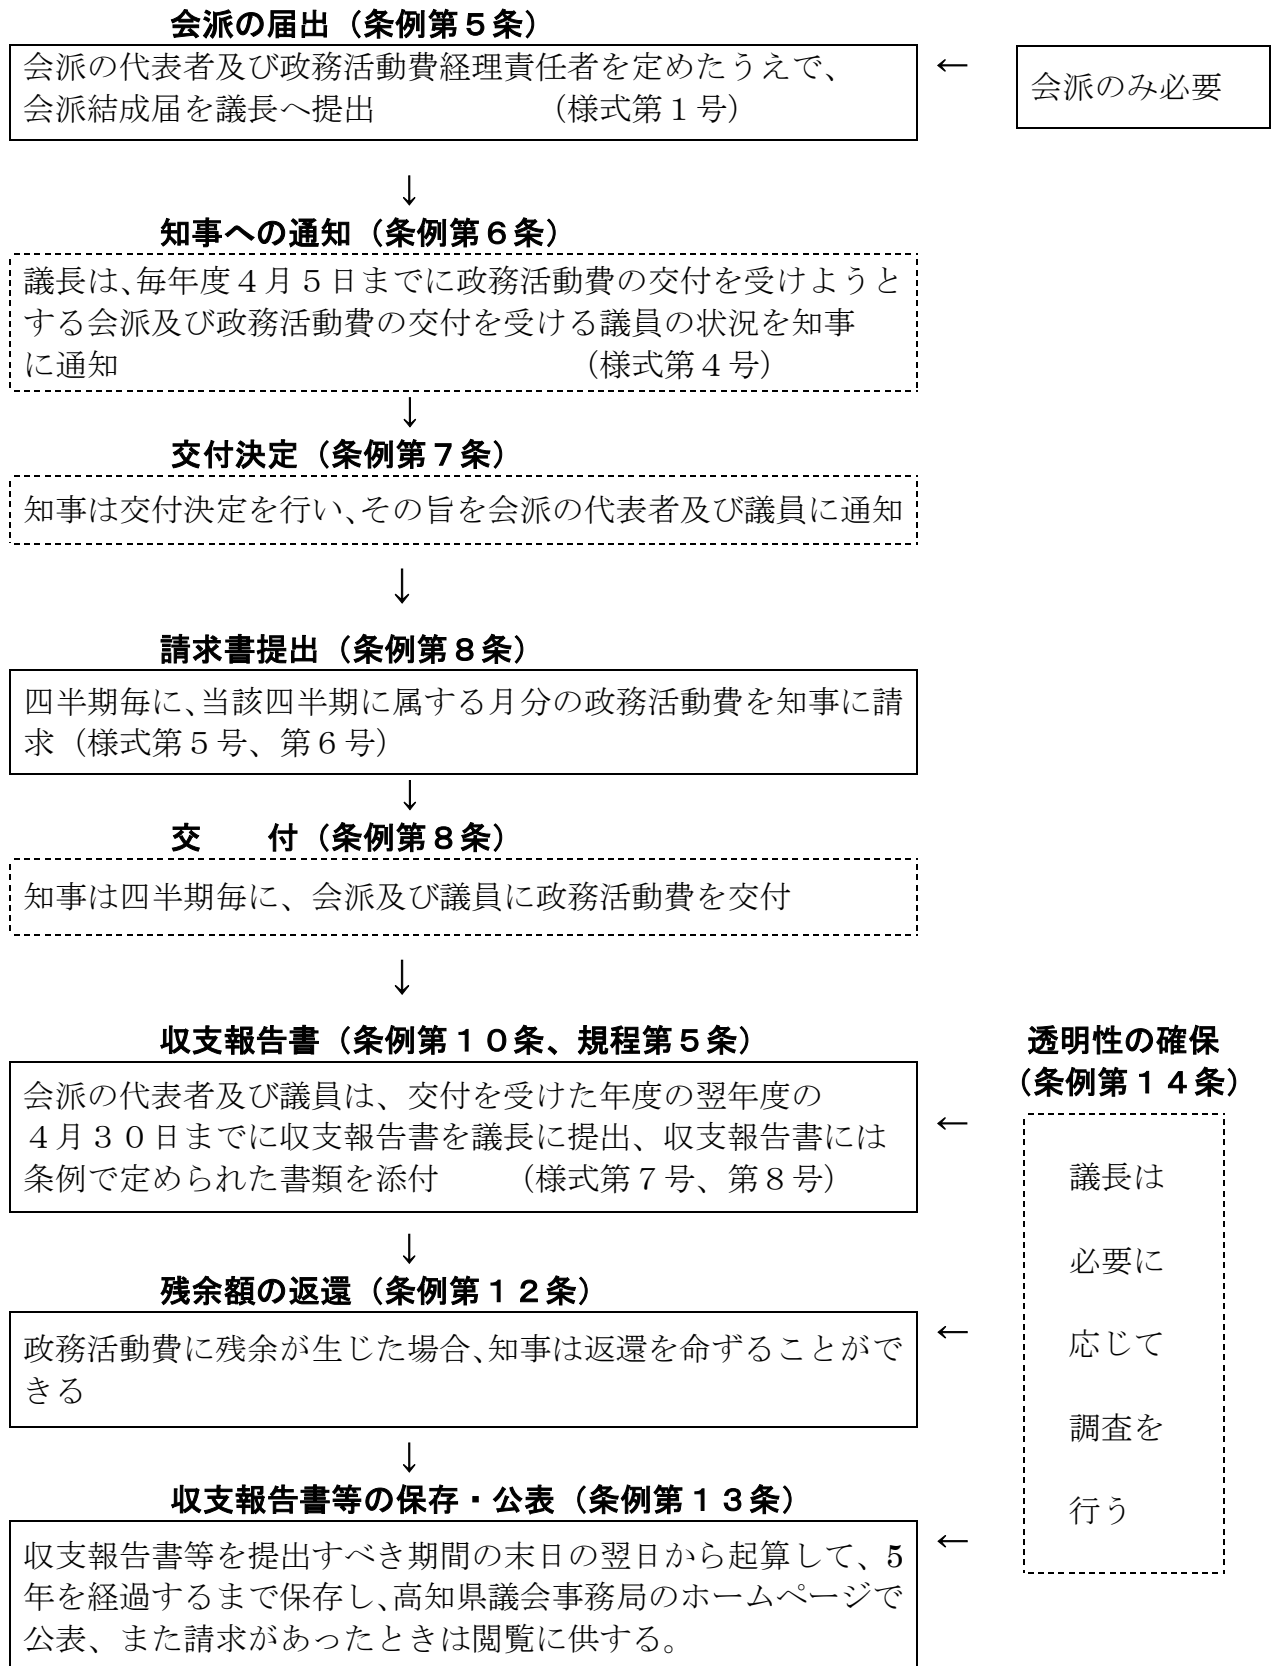 会派の届出（条例第５条）
会派の代表者及び政務活動費経理責任者を定めたうえで、
会派結成届を議長へ提出　　　　　（様式第１号）
←
会派のみ必要
↓
知事への通知（条例第６条）
議長は、毎年度４月５日までに政務活動費の交付を受けようと
する会派及び政務活動費の交付を受ける議員の状況を知事
に通知　　　　　　　　　　　　　　（様式第４号）
↓
交付決定（条例第７条）
知事は交付決定を行い、その旨を会派の代表者及び議員に通知
↓
請求書提出（条例第８条）
四半期毎に、当該四半期に属する月分の政務活動費を知事に請
求（様式第５号、第６号）
↓
交　　付（条例第８条）
知事は四半期毎に、会派及び議員に政務活動費を交付
↓
収支報告書（条例第１０条、規程第５条）
会派の代表者及び議員は、交付を受けた年度の翌年度の
４月３０日までに収支報告書を議長に提出、収支報告書には
条例で定められた書類を添付　　　（様式第７号、第８号）
←
↓
残余額の返還（条例第１２条）
政務活動費に残余が生じた場合、知事は返還を命ずることがで
きる
←
↓
収支報告書等の保存・公表（条例第１３条）
収支報告書等を提出すべき期間の末日の翌日から起算して、5
年を経過するまで保存し、高知県議会事務局のホームページで
公表、また請求があったときは閲覧に供する。
←
透明性の確保
（条例第１４条）
議長は
必要に
応じて
調査を
行う